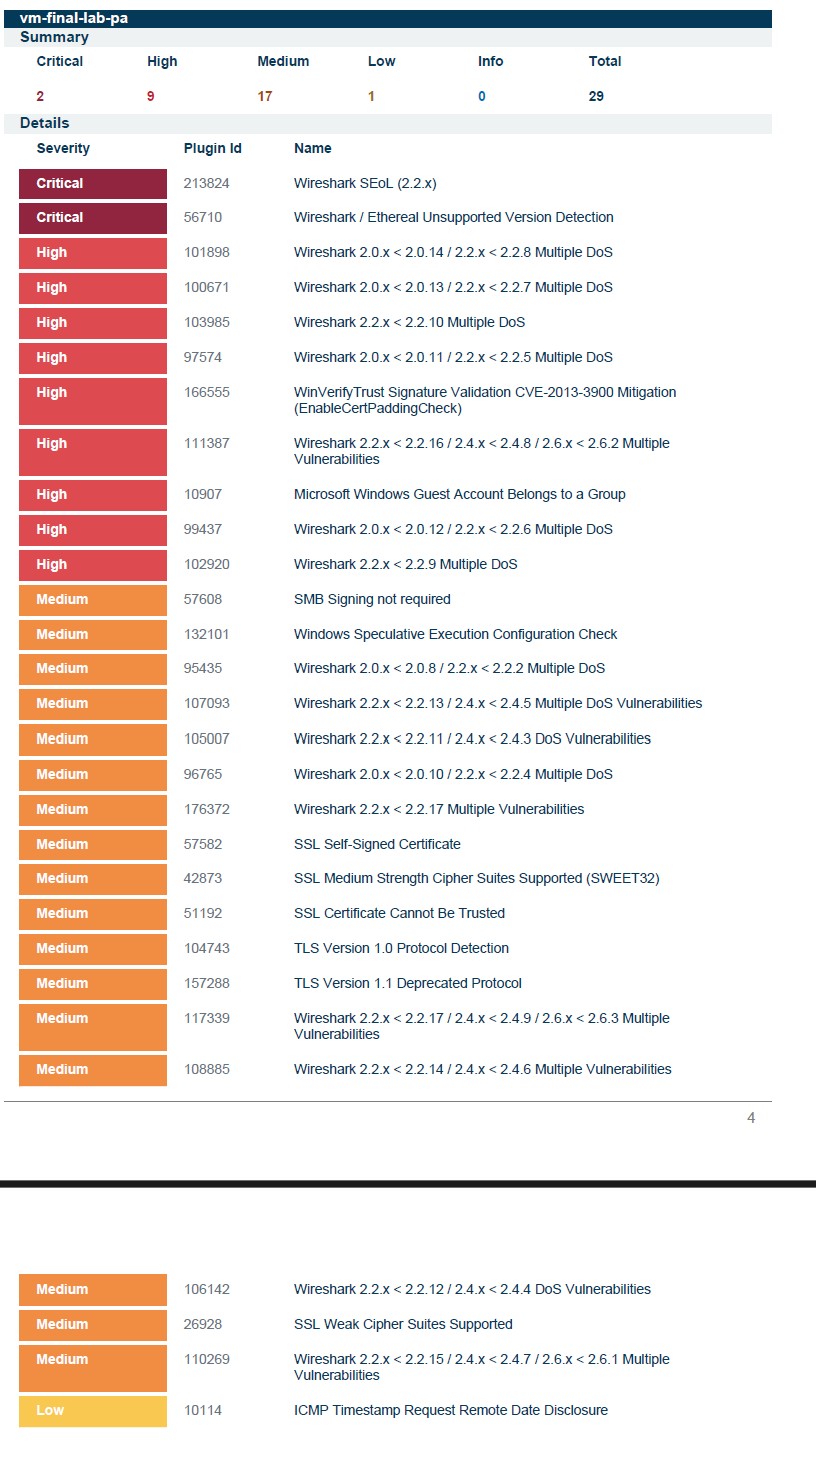 vm-final-lab-pa
Summary
Critical High Medium Low Info Total
2 9 17 1 0 29
Details
Severity Plugin Id Name
Critical 213824 Wireshark SEoL (2.2.x)
Critical 56710 Wireshark / Ethereal Unsupported Version Detection
High 101898 Wireshark 2.0.x < 2.0.14 / 2.2.x < 2.2.8 Multiple DoS
High 100671 Wireshark 2.0.x < 2.0.13 / 2.2.x < 2.2.7 Multiple DoS
High 103985 Wireshark 2.2.x < 2.2.10 Multiple DoS
High 97574 Wireshark 2.0.x < 2.0.11 / 2.2.x < 2.2.5 Multiple DoS
High 166555 WinVerifyTrust Signature Validation CVE-2013-3900 Mitigation
(EnableCertPaddingCheck)
High 111387 Wireshark 2.2.x < 2.2.16 / 2.4.x < 2.4.8 / 2.6.x < 2.6.2 Multiple
Vulnerabilities
High 10907 Microsoft Windows Guest Account Belongs to a Group
High 99437 Wireshark 2.0.x < 2.0.12 / 2.2.x < 2.2.6 Multiple DoS
High 102920 Wireshark 2.2.x < 2.2.9 Multiple DoS
Medium 57608 SMB Signing not required
Medium 132101 Windows Speculative Execution Configuration Check
Medium 95435 Wireshark 2.0.x < 2.0.8 / 2.2.x < 2.2.2 Multiple DoS
Medium 107093 Wireshark 2.2.x < 2.2.13 / 2.4.x < 2.4.5 Multiple DoS Vulnerabilities
Medium 105007 Wireshark 2.2.x < 2.2.11 / 2.4.x < 2.4.3 DoS Vulnerabilities
Medium 96765 Wireshark 2.0.x < 2.0.10 / 2.2.x < 2.2.4 Multiple DoS
Medium 176372 Wireshark 2.2.x < 2.2.17 Multiple Vulnerabilities
Medium 57582 SSL Self-Signed Certificate
Medium 42873 SSL Medium Strength Cipher Suites Supported (SWEET32)
Medium 51192 SSL Certificate Cannot Be Trusted
Medium 104743 TLS Version 1.0 Protocol Detection
Medium 157288 TLS Version 1.1 Deprecated Protocol
Medium 117339 Wireshark 2.2.x < 2.2.17 / 2.4.x < 2.4.9 / 2.6.x < 2.6.3 Multiple
Vulnerabilities
Medium 108885 Wireshark 2.2.x < 2.2.14 / 2.4.x < 2.4.6 Multiple Vulnerabilities
4
Medium 106142 Wireshark 2.2.x < 2.2.12 / 2.4.x < 2.4.4 DoS Vulnerabilities
Medium 26928 SSL Weak Cipher Suites Supported
Medium 110269 Wireshark 2.2.x < 2.2.15 / 2.4.x < 2.4.7 / 2.6.x < 2.6.1 Multiple
Vulnerabilities
Low 10114 ICMP Timestamp Request Remote Date Disclosure